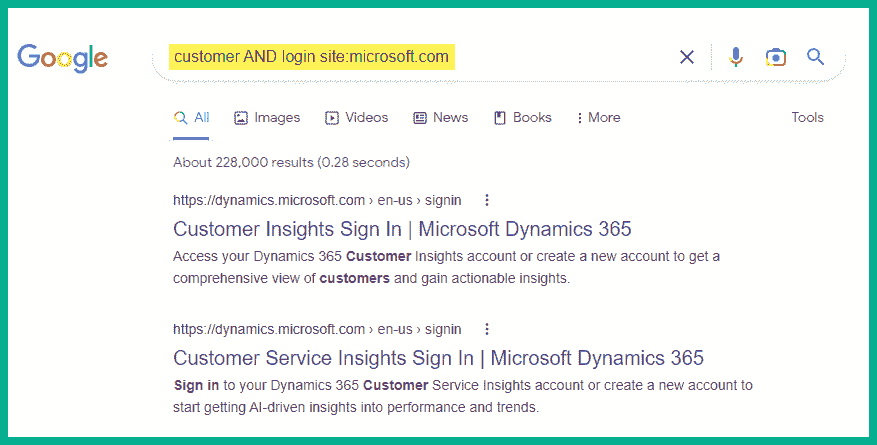 Google
customer AND login site:microsoft.com
All Images Videos News Books More Tools
About 228,000 results (0.28 seconds)
https://dynamics.microsoft.com › en-us › signin
Customer Insights Sign In | Microsoft Dynamics 365
Access your Dynamics 365 Customer Insights account or create a new account to get a
comprehensive view of customers and gain actionable insights.
https://dynamics.microsoft.com › en-us › signin
Customer Service Insights Sign In | Microsoft Dynamics 365
Sign in to your Dynamics 365 Customer Service Insights account or create a new account to
start getting AI-driven insights into performance and trends.